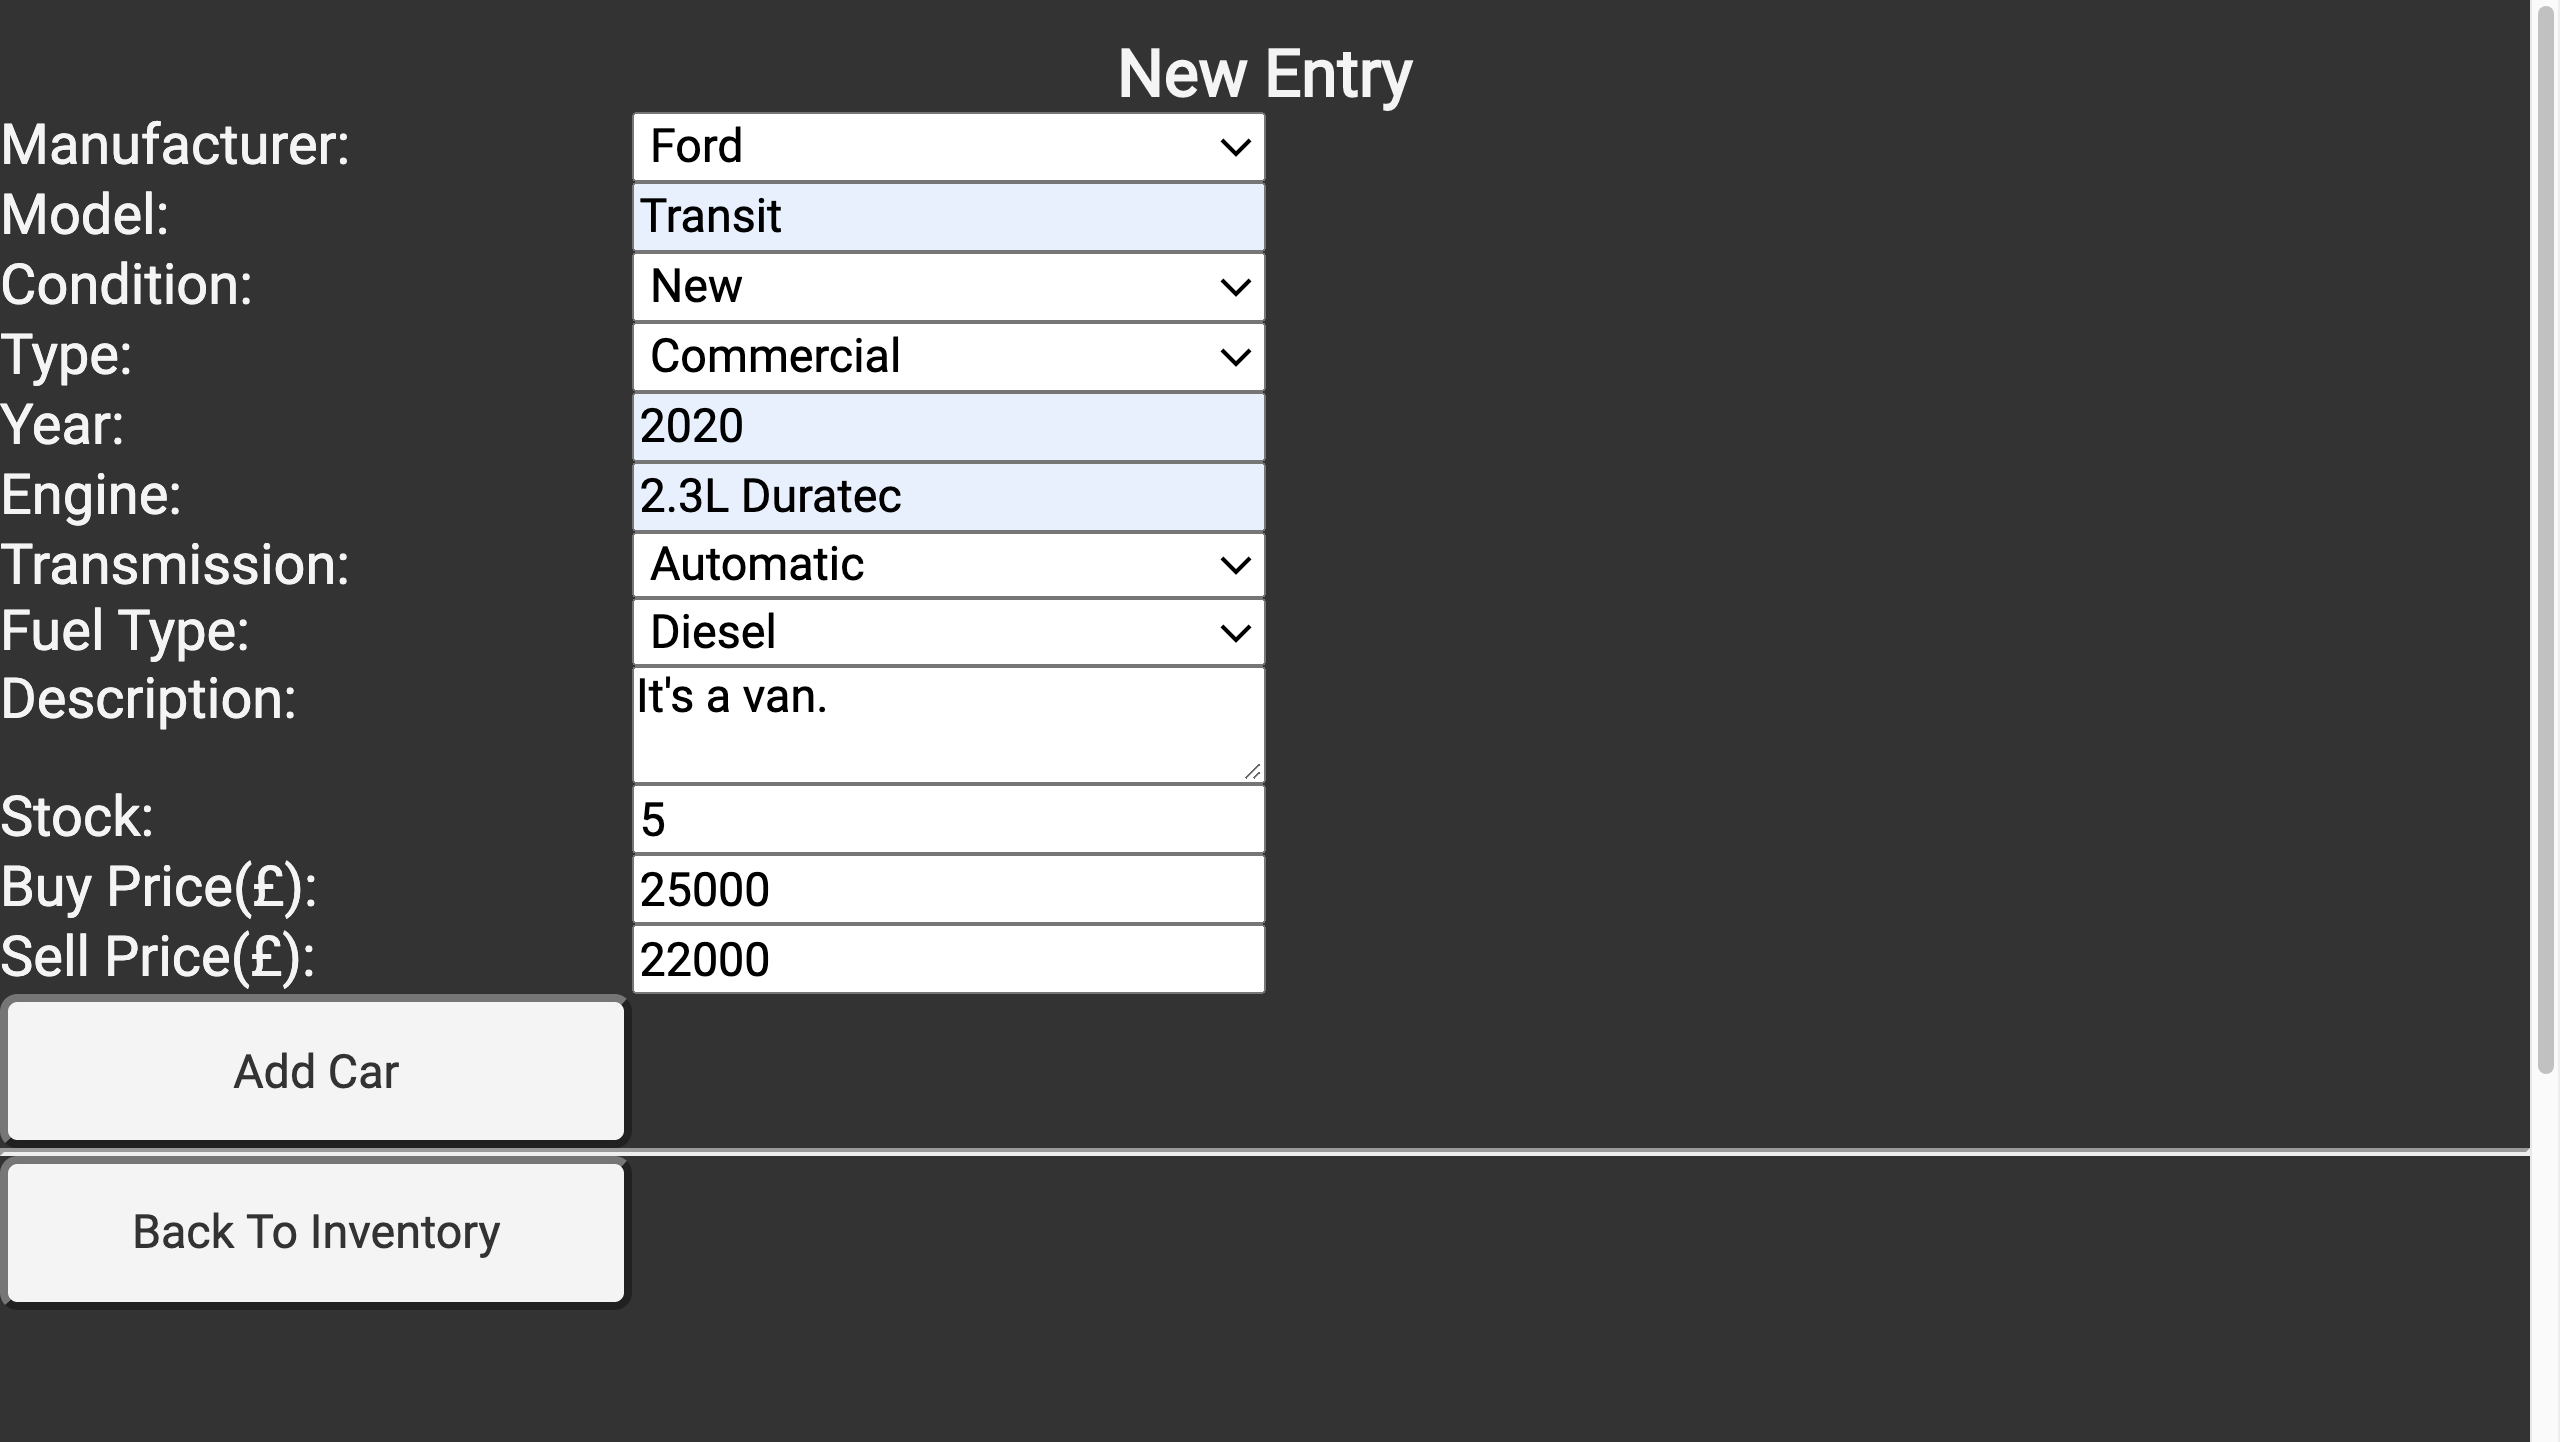 New Entry
Manufacturer: Ford
Model: Transit
Condition: New
Type: Commercial
Year: 2020
Engine: 2.3L Duratec
Transmission: Automatic
Fuel Type: Diesel
Description: It's a van.
Stock: 5
Buy Price(£): 25000
Sell Price(£): 22000
Add Car
Back To Inventory